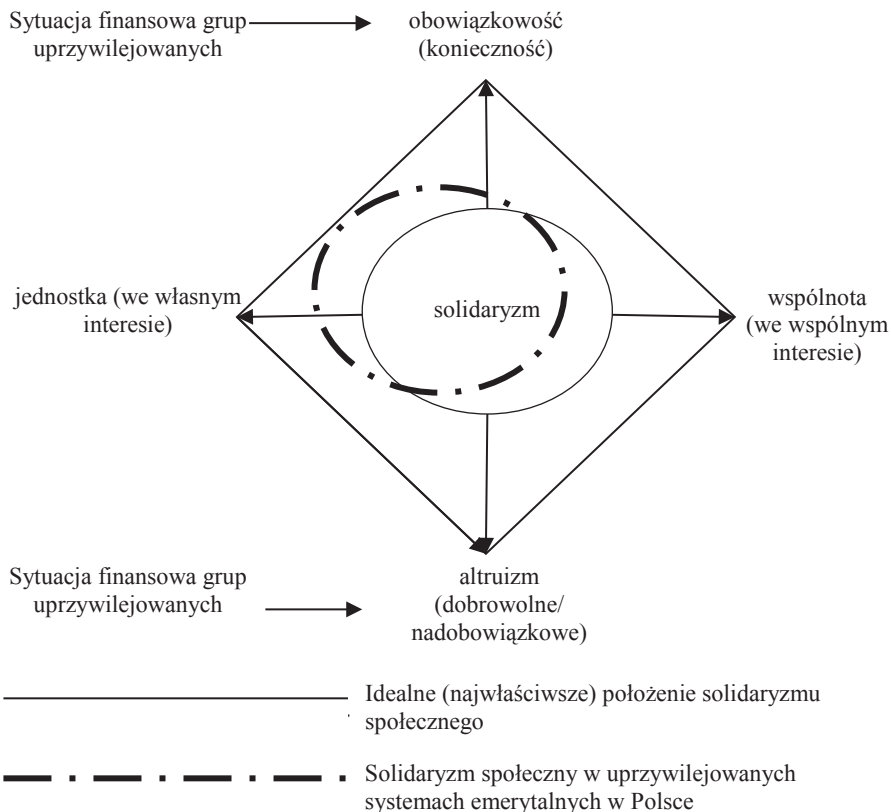 Sytuacja finansowa grup
uprzywilejowanych
obowiązkowość
(konieczność)
jednostka (we własnym
interesie)
solidaryzm
wspólnota
(we wspólnym
interesie)
Sytuacja finansowa grup
uprzywilejowanych
altruizm
(dobrowolne/
nadobowiązkowe)
Idealne (najwłaściwsze) położenie solidaryzmu
społecznego
Solidaryzm społeczny w uprzywilejowanych
systemach emerytalnych w Polsce